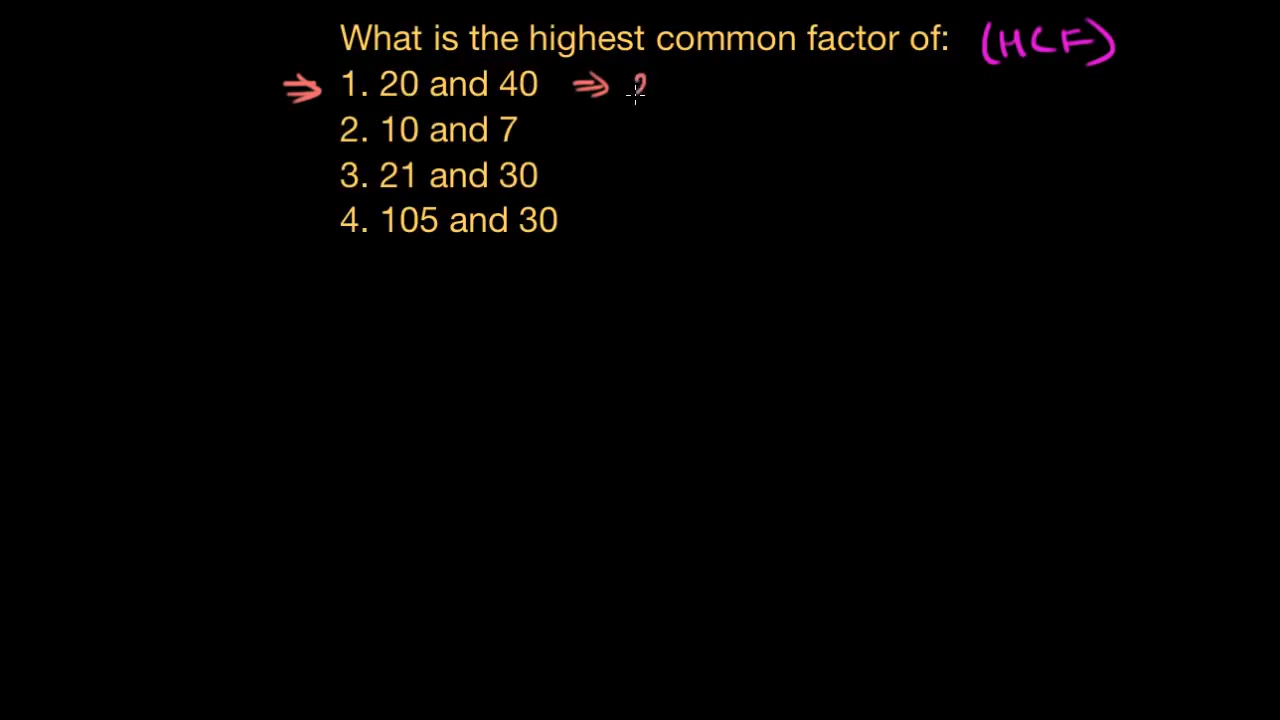 What is the highest common factor of: (HCF)
⇒ 1. 20 and 40 ⇒
2. 10 and 7
3. 21 and 30
4. 105 and 30